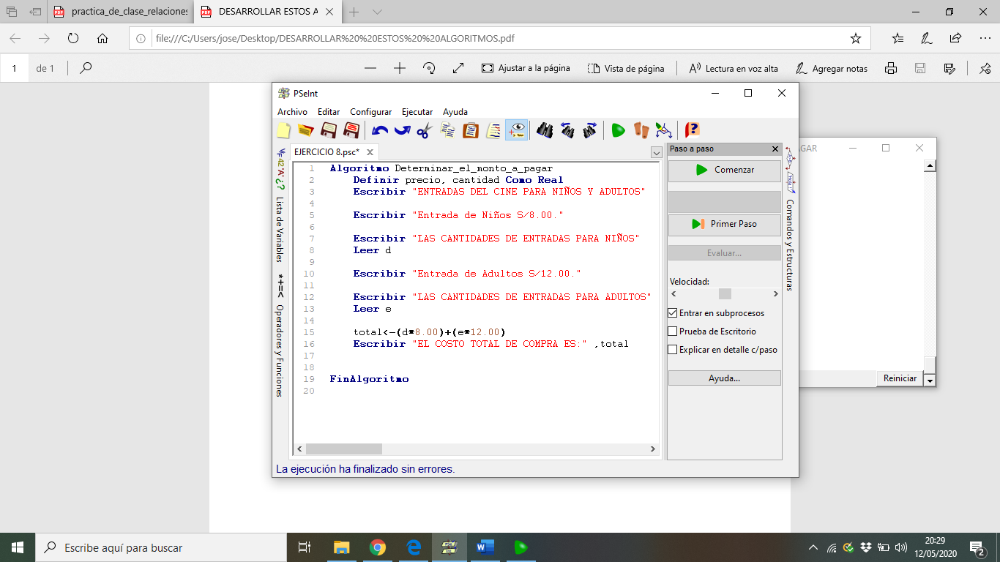 practica_de_clase_relaciones
DESARROLLAR ESTOS A
file:///C:/Users/jose/Desktop/DESARROLLAR%20%20ESTOS%20%20ALGORITMOS.pdf
1 de 1
Ajustar a la página
Vista de página
Lectura en voz alta
Agregar notas
PSeInt
Archivo Editar Configurar Ejecutar Ayuda
EJERCICIO 8.psc*
Lista de Variables
Operadores y Funciones
1 Algoritmo Determinar_el_monto_a_pagar
2 Definir precio, cantidad Como Real
3 Escribir "ENTRADAS DEL CINE PARA NIÑOS Y ADULTOS"
4
5 Escribir "Entrada de Niños S/8.00."
6
7 Escribir "LAS CANTIDADES DE ENTRADAS PARA NIÑOS"
8 Leer d
9
10 Escribir "Entrada de Adultos S/12.00."
11
12 Escribir "LAS CANTIDADES DE ENTRADAS PARA ADULTOS"
13 Leer e
14
15 total<-(d*8.00)+(e*12.00)
16 Escribir "EL COSTO TOTAL DE COMPRA ES:" ,total
17
18
19 FinAlgoritmo
20
Paso a paso
Comenzar
Primer Paso
Evaluar...
Velocidad:
Entrar en subprocesos
Prueba de Escritorio
Explicar en detalle c/paso
Ayuda...
Comandos y Estructuras
AGAR
Reiniciar
La ejecución ha finalizado sin errores.
Escribe aquí para buscar
20:29
12/05/2020
2